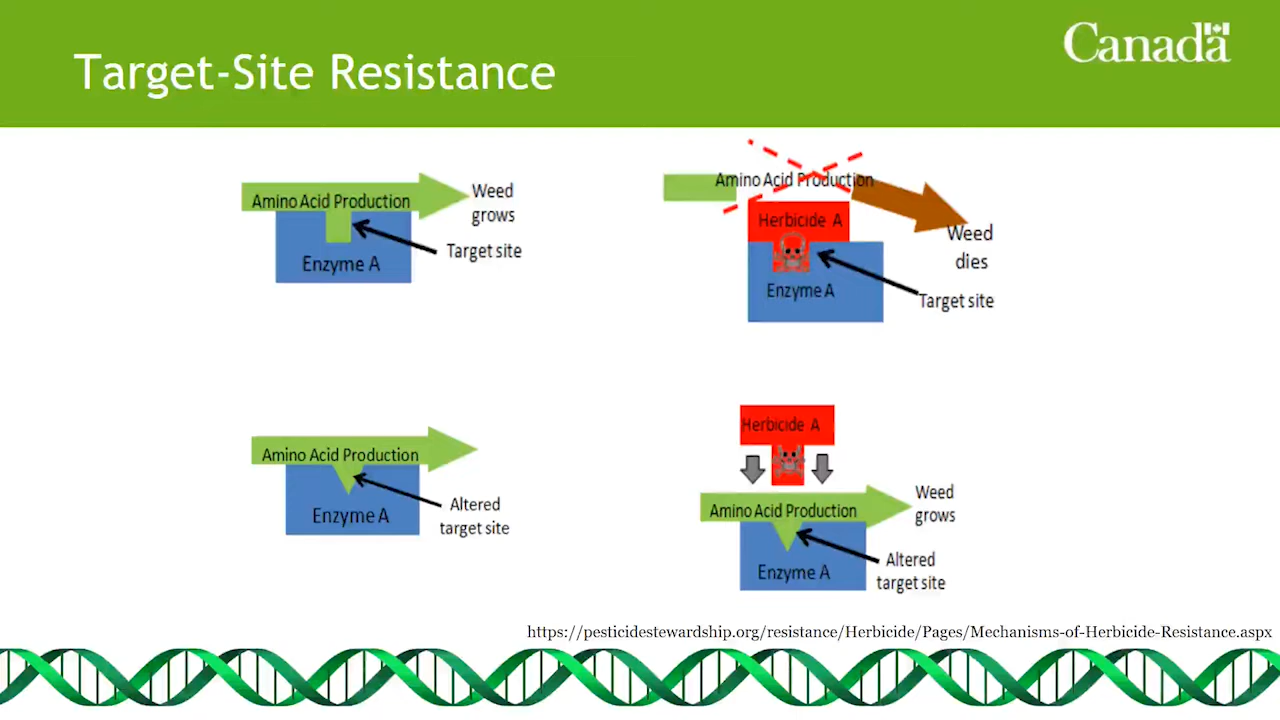 Target-Site Resistance
Canada
Amino Acid Production
Weed
grows
Target site
Enzyme A
Amino Acid Production
Herbicide A
Weed
dies
Enzyme A
Target site
Amino Acid Production
Altered
target site
Enzyme A
Herbicide A
Amino Acid Production
Weed
grows
Altered
target site
Enzyme A
https://pesticidestewardship.org/resistance/Herbicide/Pages/Mechanisms-of-Herbicide-Resistance.aspx